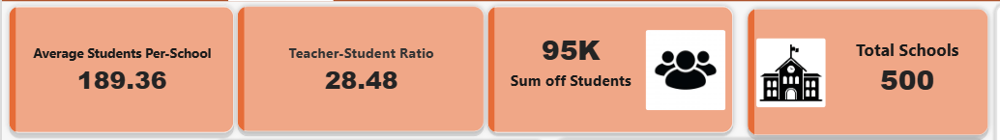 Average Students Per-School
189.36
Teacher-Student Ratio
28.48
95K
Sum off Students
Total Schools
500